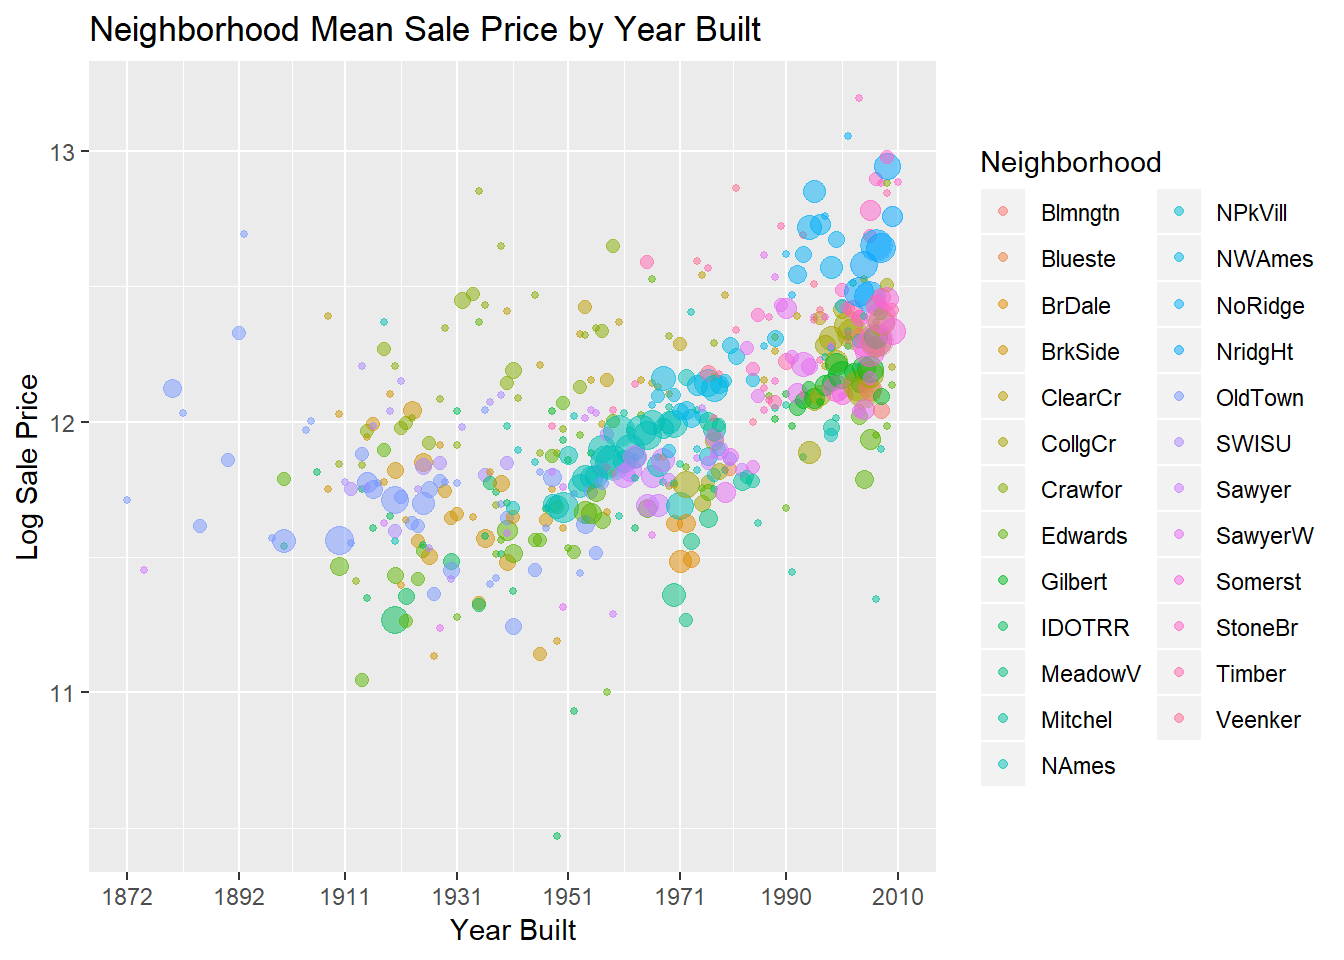 Neighborhood Mean Sale Price by Year Built
Log Sale Price
13
12
11
1872 1892 1911 1931 1951 1971 1990 2010
Year Built
Neighborhood
Blmngtn
Blueste
BrDale
BrkSide
ClearCr
CollgCr
Crawfor
Edwards
Gilbert
IDOTRR
MeadowV
Mitchel
NAmes
NPkVill
NWAmes
NoRidge
NridgHt
OldTown
SWISU
Sawyer
SawyerW
Somerst
StoneBr
Timber
Veenker